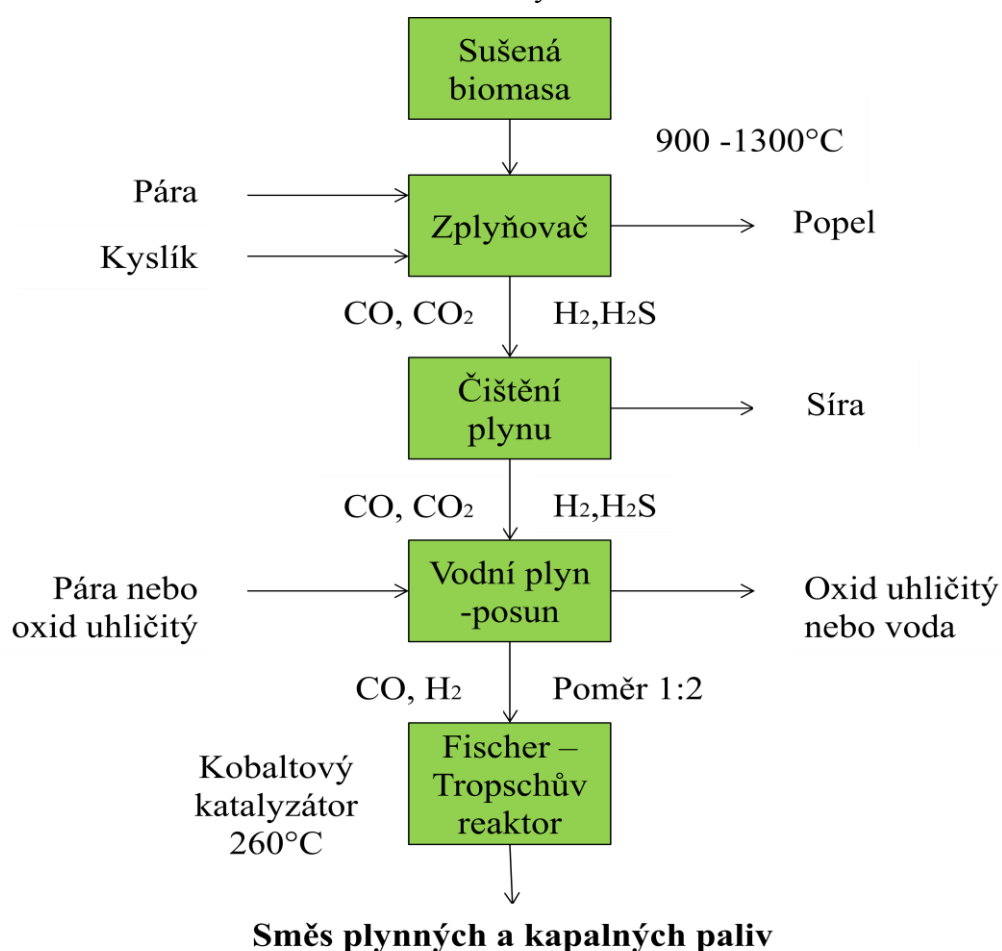 Sušená
biomasa
900 -1300°C
Pára
Zplyňovač
Popel
Kyslík
CO, CO₂
H₂,H₂S
Čištění
plynu
Síra
CO, CO₂
H₂,H₂S
Pára nebo
oxid uhličitý
Vodní plyn
-posun
Oxid uhličitý
nebo voda
CO, H₂
Poměr 1:2
Kobaltový
katalyzátor
260°C
Fischer –
Tropschův
reaktor
Směs plynných a kapalných paliv